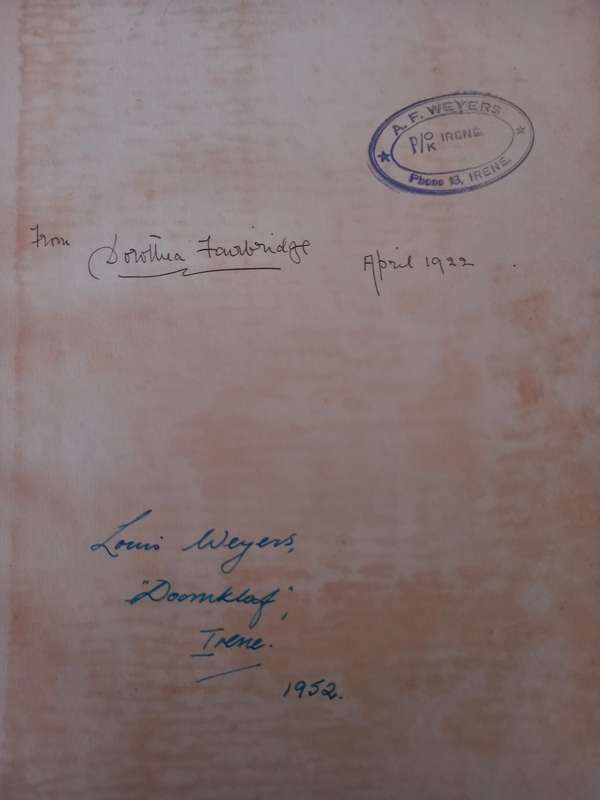 A. F. WEYERS
P/O
K IRENE.
Phone 13, IRENE.
From Dorothea Fairbridge April 1922.
Louis Weyers,
"Doornkloof",
Irene.
1952.